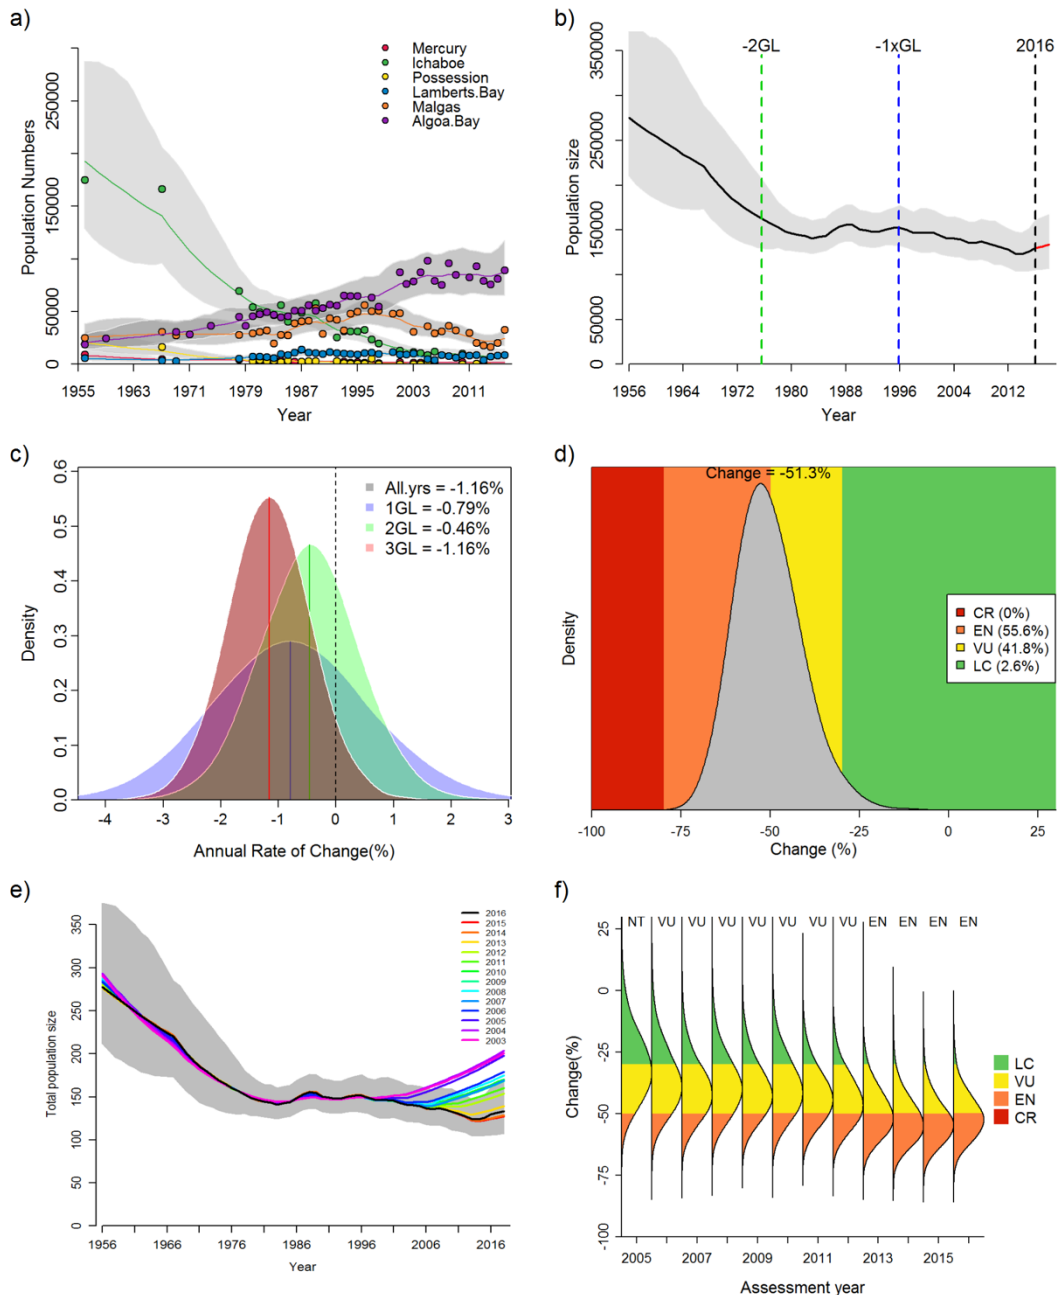 a)
Mercury
Ichaboe
Possession
Lamberts.Bay
Malgas
Algoa.Bay
Population Numbers
0 50000 150000 250000
1955 1963 1971 1979 1987 1995 2003 2011
Year
b)
-2GL -1xGL 2016
Population size
0 50000 150000 250000 350000
1956 1964 1972 1980 1988 1996 2004 2012
Year
c)
All.yrs = -1.16%
1GL = -0.79%
2GL = -0.46%
3GL = -1.16%
Density
0.0 0.1 0.2 0.3 0.4 0.5 0.6
-4 -3 -2 -1 0 1 2 3
Annual Rate of Change(%)
d)
Change = -51.3%
CR (0%)
EN (55.6%)
VU (41.8%)
LC (2.6%)
Density
-100 -75 -50 -25 0 25
Change (%)
e)
2016
2015
2014
2013
2012
2011
2010
2009
2008
2007
2006
2005
2004
2003
Total population size
0 50 100 150 200 250 300 350
1956 1966 1976 1986 1996 2006 2016
Year
f)
NT VU VU VU VU VU VU VU EN EN EN EN
Change(%)
-100 -75 -50 -25 0 25
LC
VU
EN
CR
2005 2007 2009 2011 2013 2015
Assessment year